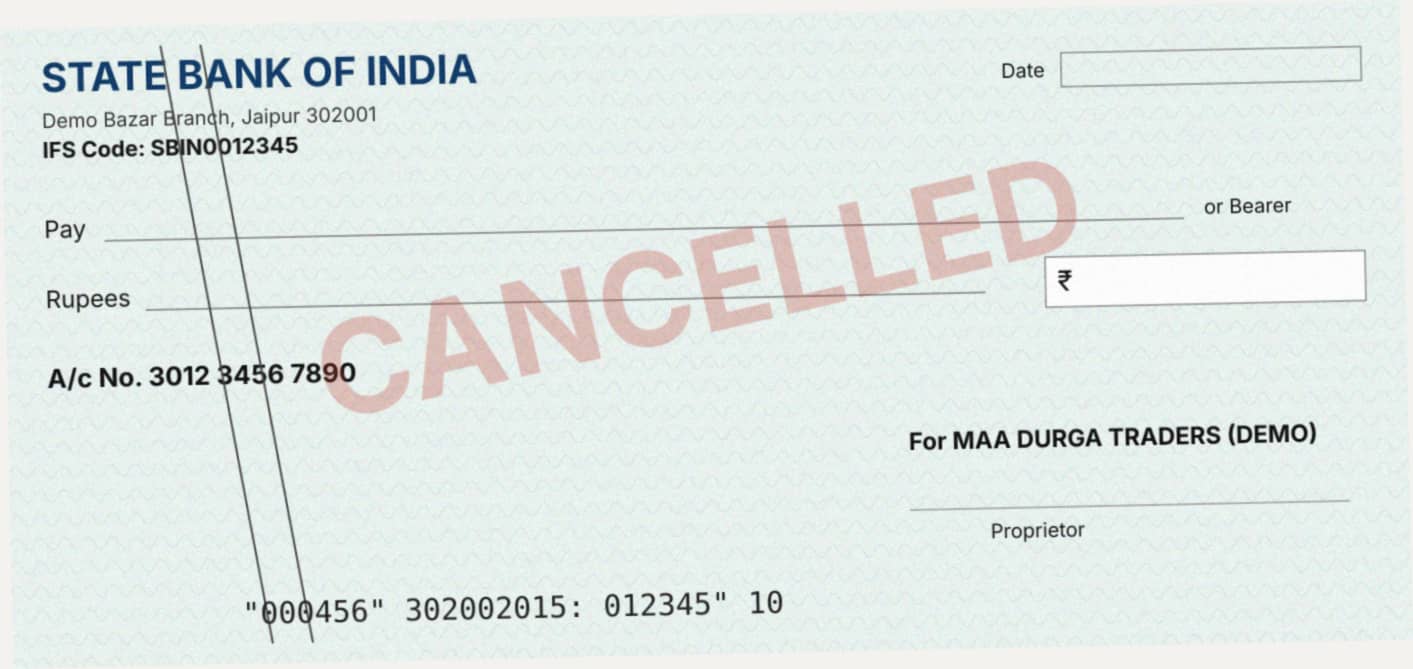 STATE BANK OF INDIA
Date
Demo Bazar Branch, Jaipur 302001
IFS Code: SBIN0012345
Pay
or Bearer
Rupees
₹
CANCELLED
A/c No. 3012 3456 7890
For MAA DURGA TRADERS (DEMO)
Proprietor
"000456" 302002015: 012345" 10